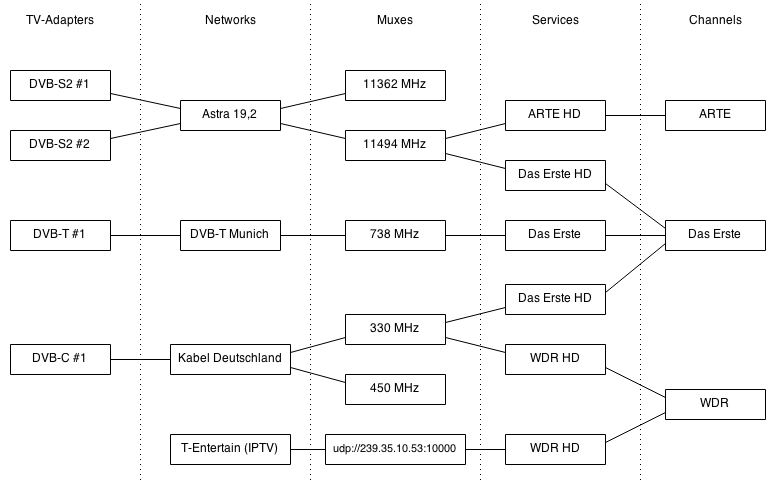 TV-Adapters Networks Muxes Services Channels
DVB-S2 #1 11362 MHz
Astra 19,2 ARTE HD ARTE
DVB-S2 #2 11494 MHz
Das Erste HD
DVB-T #1 DVB-T Munich 738 MHz Das Erste Das Erste
Das Erste HD
330 MHz
DVB-C #1 Kabel Deutschland WDR HD
450 MHz
WDR
T-Entertain (IPTV) udp://239.35.10.53:10000 WDR HD